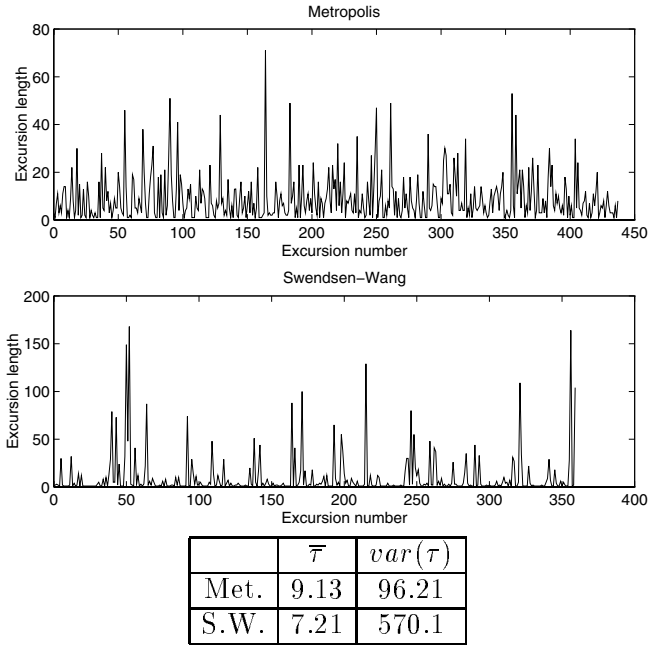 Metropolis
80
60
40
20
0
Excursion length
0 50 100 150 200 250 300 350 400 450
Excursion number
Swendsen−Wang
200
150
100
50
0
Excursion length
0 50 100 150 200 250 300 350 400
Excursion number
τ̅ var(τ)
Met. 9.13 96.21
S.W. 7.21 570.1